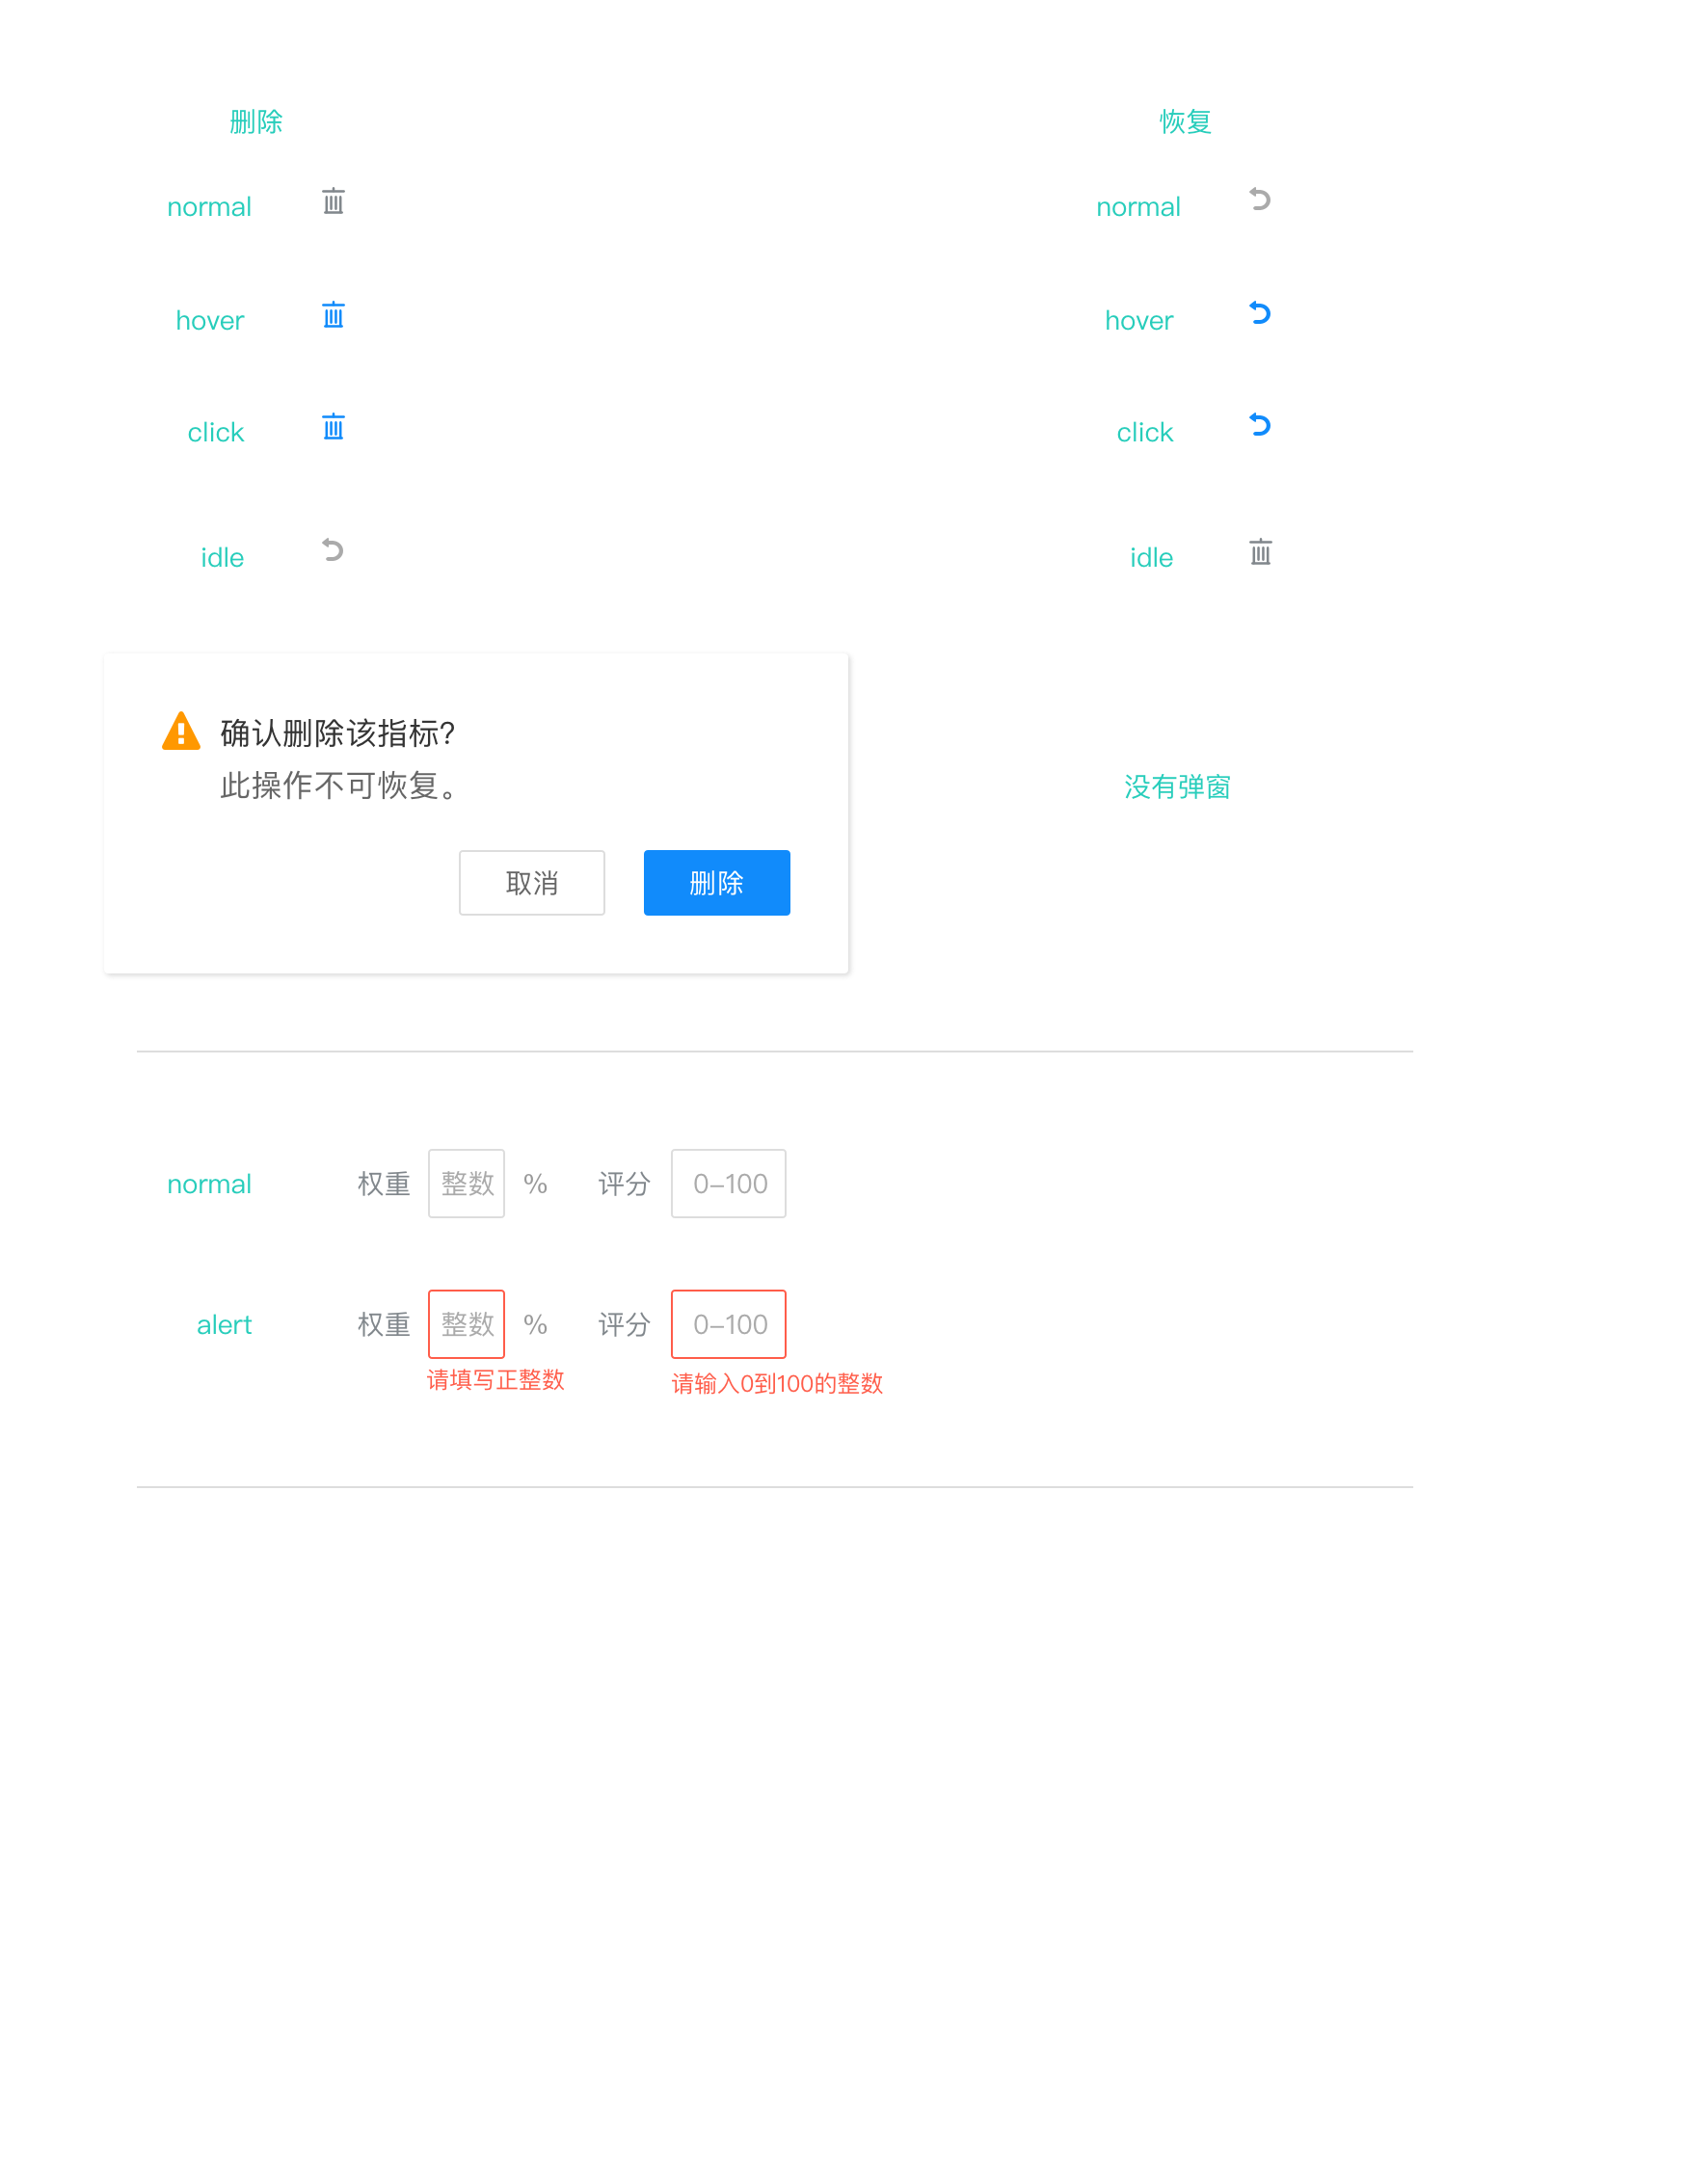 删除 恢复
normal normal
hover hover
click click
idle idle
确认删除该指标?
此操作不可恢复。
没有弹窗
取消 删除
normal 权重 整数 % 评分 0-100
alert 权重 整数 % 评分 0-100
请填写正整数 请输入0到100的整数